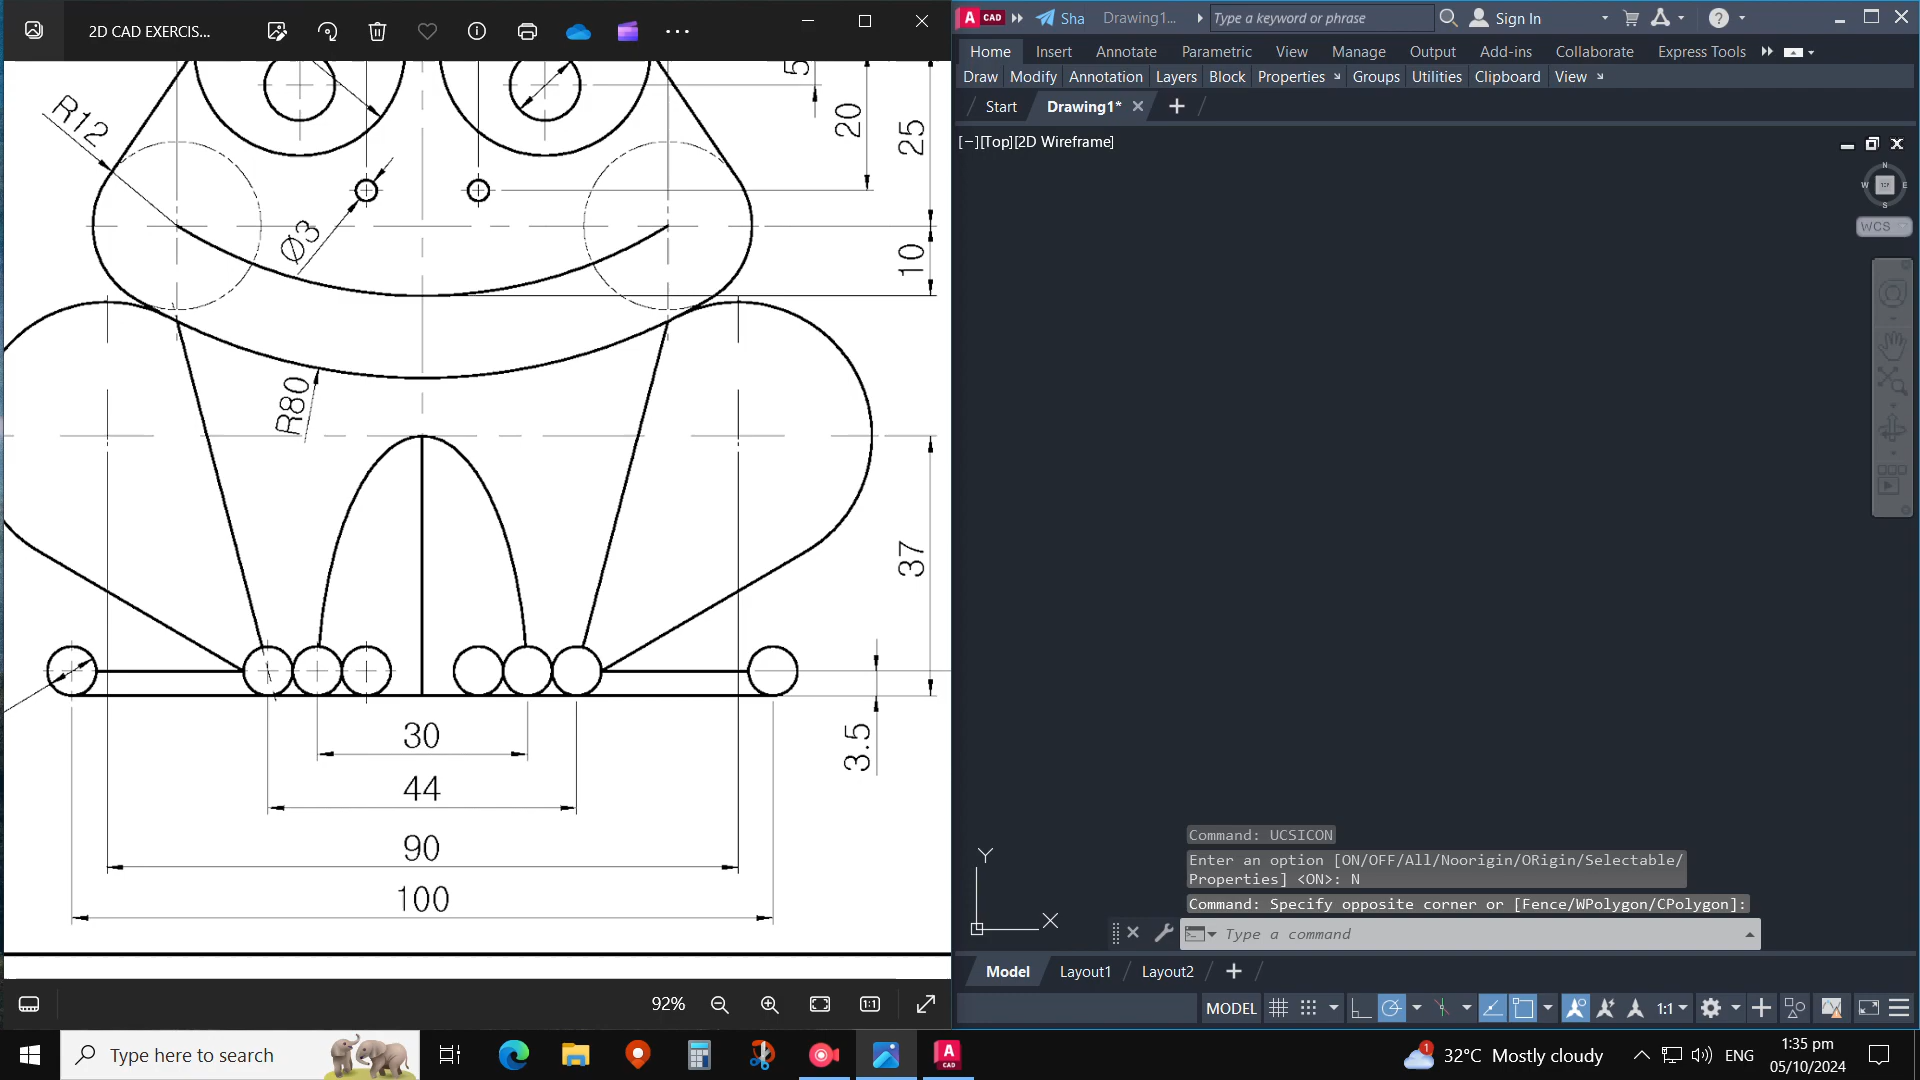 2D CAD EXERCIS...
R12
Ø3
R80
5
20
25
10
37
3.5
30
44
90
100
92%
1:1
A CAD
Sha
Drawing1...
Type a keyword or phrase
Sign In
Home Insert Annotate Parametric View Manage Output Add-ins Collaborate Express Tools
Draw Modify Annotation Layers Block Properties Groups Utilities Clipboard View
Start Drawing1*
[−][Top][2D Wireframe]
N
W TOP E
S
WCS
Command: UCSICON
Enter an option [ON/OFF/All/Noorigin/ORigin/Selectable/
Properties] <ON>: N
Command: Specify opposite corner or [Fence/WPolygon/CPolygon]:
Type a command
Y
X
Model Layout1 Layout2
MODEL 1:1
Type here to search
A CAD
1
32°C Mostly cloudy
ENG
1:35 pm
05/10/2024